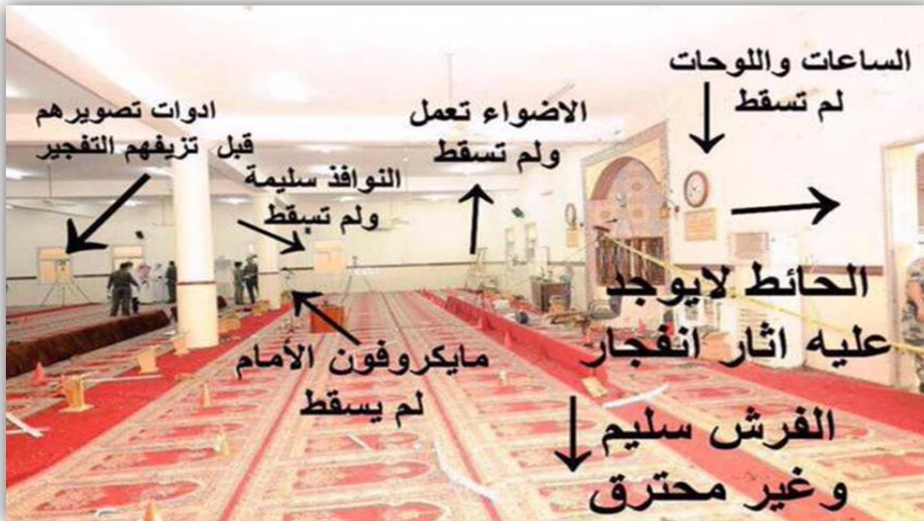 الساعات واللوحات
لم تسقط
ادوات تصويرهم
قبل تزيفهم التفجير
الاضواء تعمل
ولم تسقط
النوافذ سليمة
ولم تسقط
الحائط لايوجد
عليه اثار انفجار
مايكروفون الأمام
لم يسقط
الفرش سليم
وغير محترق